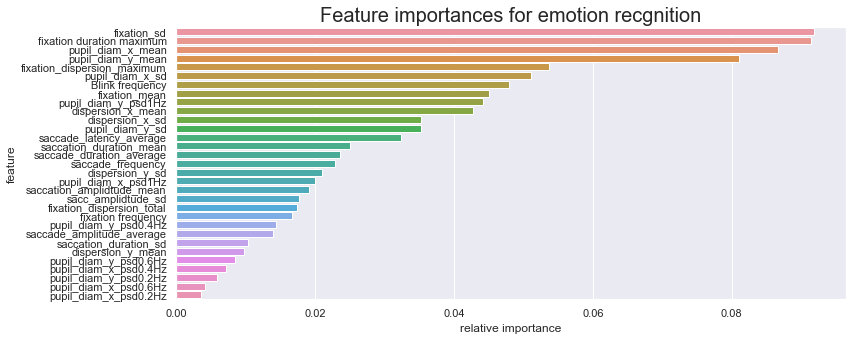 Feature importances for emotion recgnition
feature
fixation_sd
fixation duration maximum
pupil_diam_x_mean
pupil_diam_y_mean
fixation_dispersion_maximum
pupil_diam_x_sd
Blink frequency
fixation_mean
pupil_diam_y_psd1Hz
dispersion_x_mean
dispersion_x_sd
pupil_diam_y_sd
saccade_latency_average
saccation_duration_mean
saccade_duration_average
saccade_frequency
dispersion_y_sd
pupil_diam_x_psd1Hz
saccation_amplidtude_mean
sacc_amplidtude_sd
fixation_dispersion_total
fixation frequency
pupil_diam_y_psd0.4Hz
saccade_amplitude_average
saccation_duration_sd
dispersion_y_mean
pupil_diam_y_psd0.6Hz
pupil_diam_x_psd0.4Hz
pupil_diam_y_psd0.2Hz
pupil_diam_x_psd0.6Hz
pupil_diam_x_psd0.2Hz
0.00 0.02 0.04 0.06 0.08
relative importance